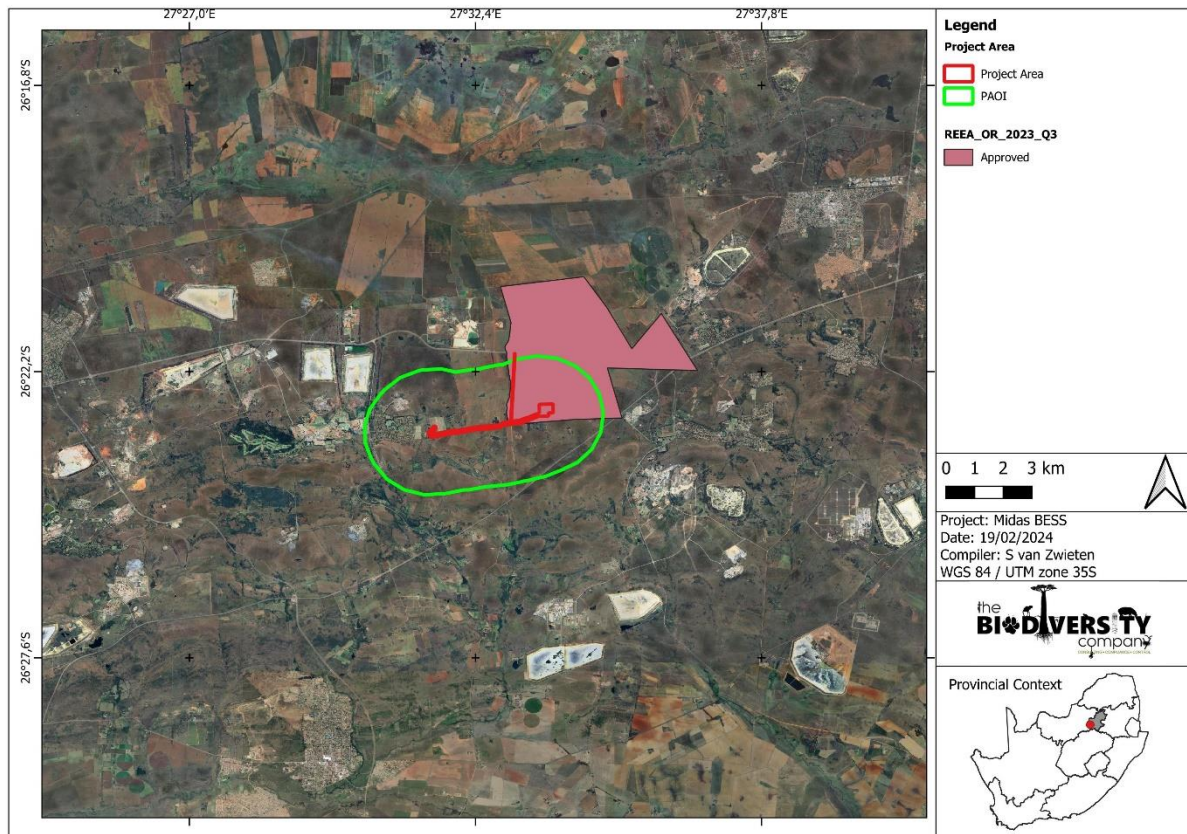 27°27,0'E
27°32,4'E
27°37,8'E
26°16,8'S
26°22,2'S
26°27,6'S
Legend
Project Area
Project Area
PAOI
REEA_OR_2023_Q3
Approved
0 1 2 3 km
Project: Midas BESS
Date: 19/02/2024
Compiler: S van Zwieten
WGS 84 / UTM zone 35S
the
BIODIVERSITY
company
Provincial Context